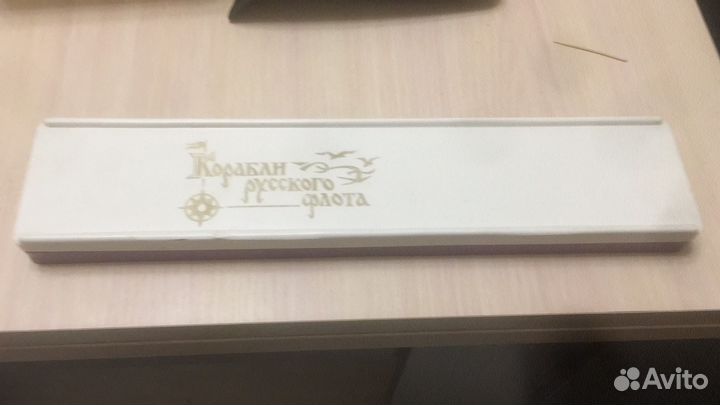 Корабли
русского
флота
Avito